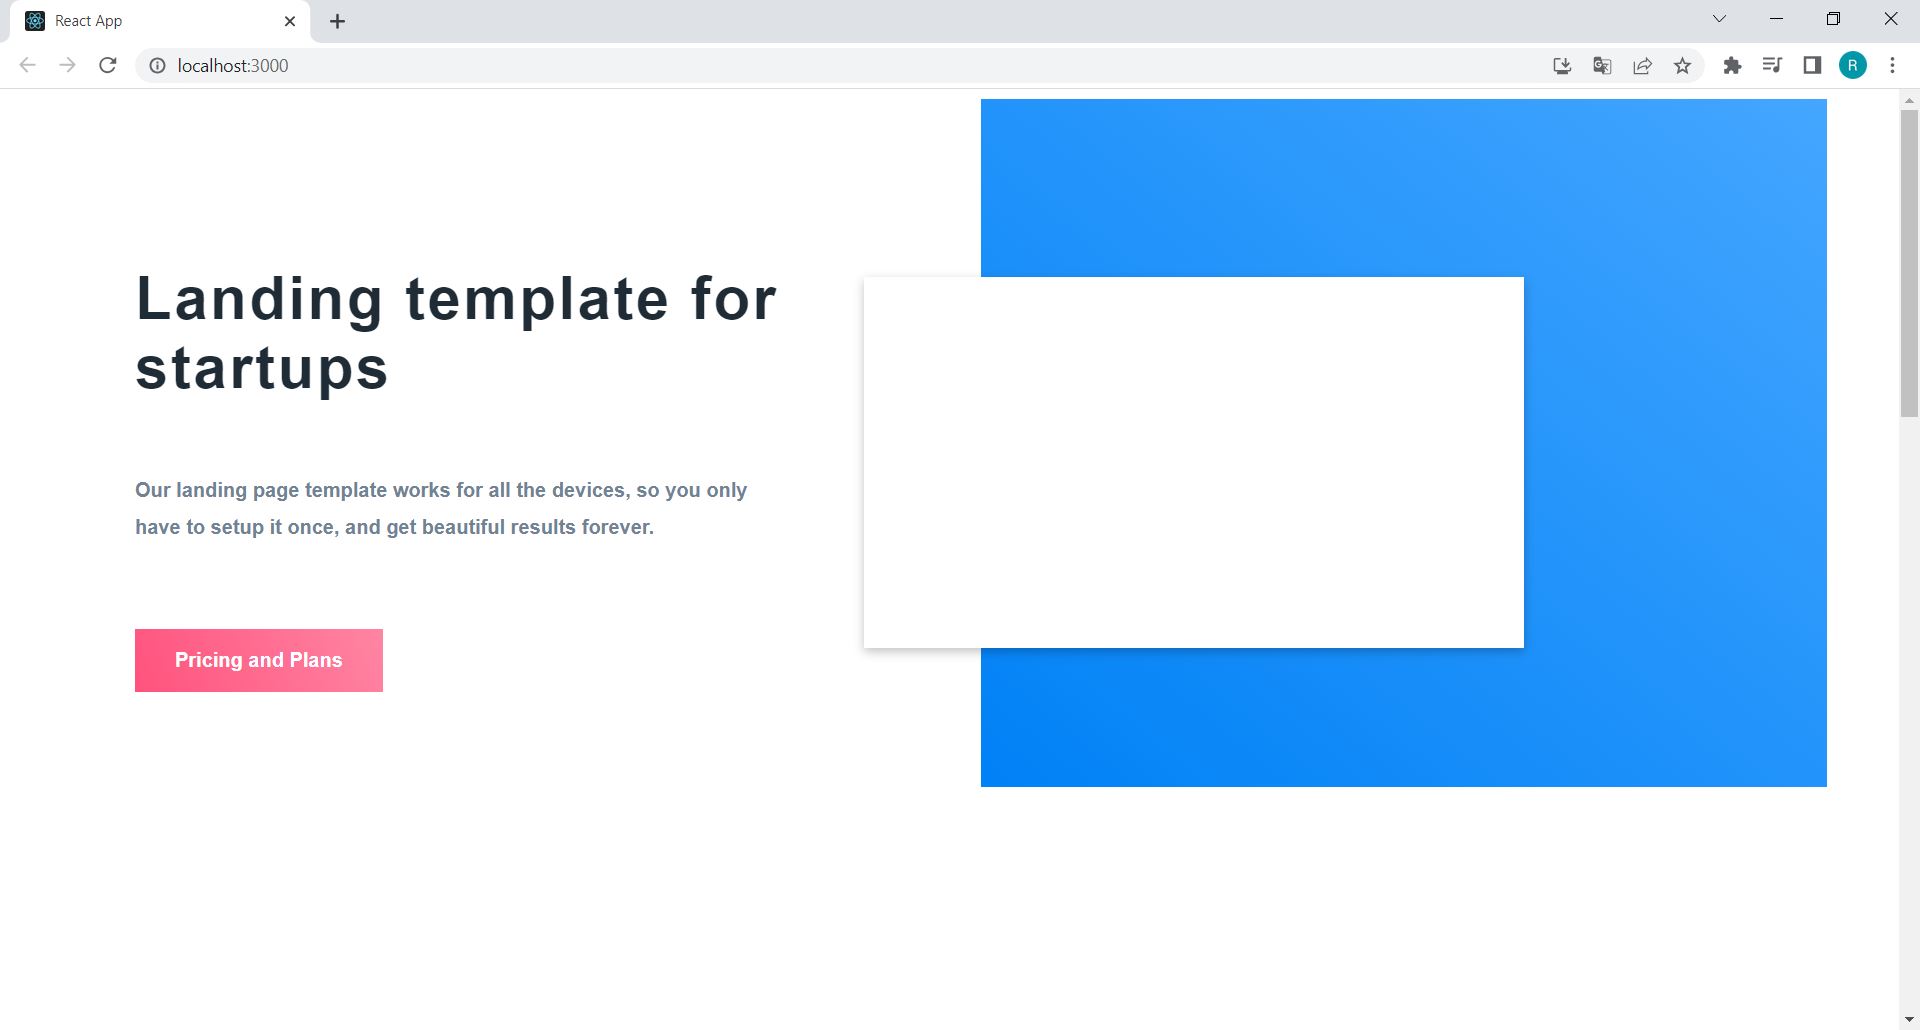 React App
localhost:3000
R
Landing template for
startups
Our landing page template works for all the devices, so you only
have to setup it once, and get beautiful results forever.
Pricing and Plans